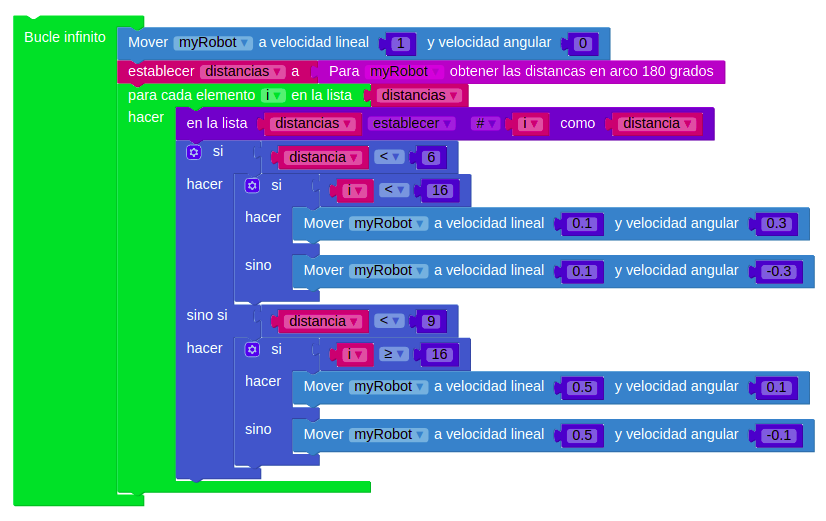 Bucle infinito
Mover myRobot ▾ a velocidad lineal 1 y velocidad angular 0
establecer distancias ▾ a Para myRobot ▾ obtener las distancas en arco 180 grados
para cada elemento i ▾ en la lista distancias ▾
hacer
en la lista distancias ▾ establecer ▾ # ▾ i ▾ como distancia ▾
si distancia ▾ < ▾ 6
hacer si i ▾ < ▾ 16
hacer Mover myRobot ▾ a velocidad lineal 0.1 y velocidad angular 0.3
sino Mover myRobot ▾ a velocidad lineal 0.1 y velocidad angular -0.3
sino si distancia ▾ < ▾ 9
hacer si i ▾ ≥ ▾ 16
hacer Mover myRobot ▾ a velocidad lineal 0.5 y velocidad angular 0.1
sino Mover myRobot ▾ a velocidad lineal 0.5 y velocidad angular -0.1